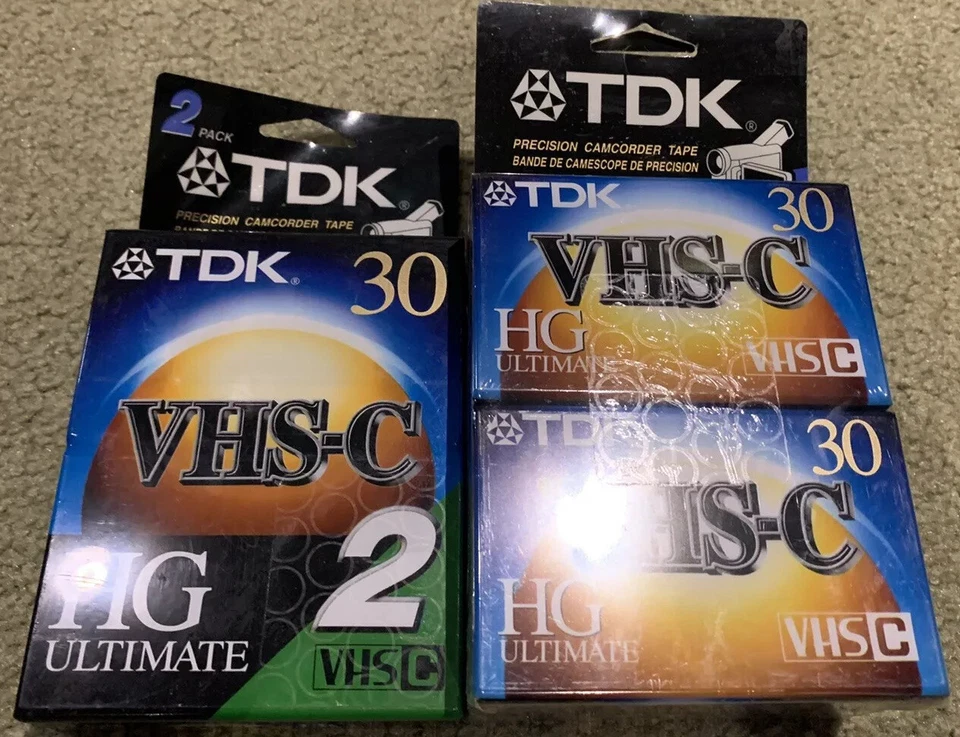 2 PACK
TDK
PRECISION CAMCORDER TAPE
TDK 30
VHS-C
2
HG
ULTIMATE
VHS C
TDK
PRECISION CAMCORDER TAPE
BANDE DE CAMESCOPE DE PRECISION
TDK 30
VHS-C
HG
ULTIMATE
VHS C
TDK 30
VHS-C
HG
ULTIMATE
VHS C